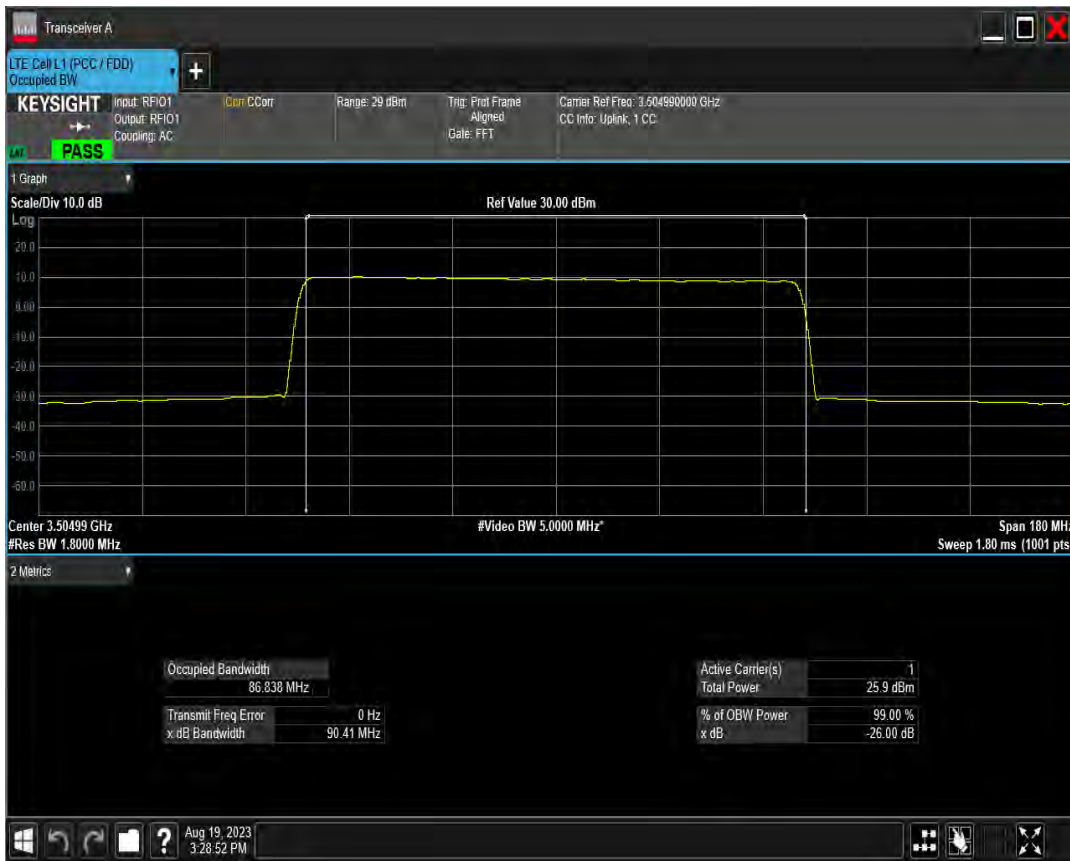 Transceiver A
LTE Cell L1 (PCC / FDD)
Occupied BW
+
KEYSIGHT
Input: RFIO1
Output: RFIO1
Coupling: AC
Corr CCorr
Range: 29 dBm
Trig: Prot Frame
Aligned
Gate: FFT
Carrier Ref Freq: 3.504990000 GHz
CC Info: Uplink, 1 CC
PASS
1 Graph
Scale/Div 10.0 dB
Ref Value 30.00 dBm
Log
20.0
10.0
0.00
-10.0
-20.0
-30.0
-40.0
-50.0
-60.0
Center 3.50499 GHz
#Video BW 5.0000 MHz*
Span 180 MHz
#Res BW 1.8000 MHz
Sweep 1.80 ms (1001 pts
2 Metrics
Occupied Bandwidth
86.838 MHz
Transmit Freq Error 0 Hz
x dB Bandwidth 90.41 MHz
Active Carrier(s) 1
Total Power 25.9 dBm
% of OBW Power 99.00 %
x dB -26.00 dB
?
Aug 19, 2023
3:28:52 PM